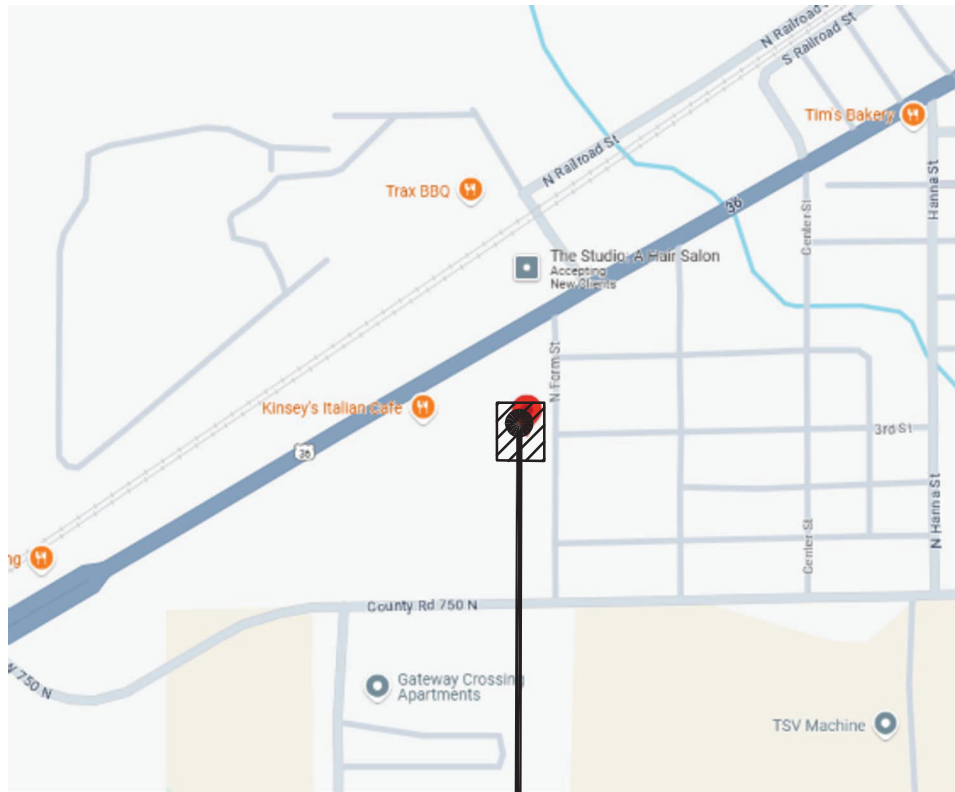 N Railroad
S Railroad St
Tim's Bakery
N Railroad St
Hanna St
Trax BBQ
36
Center St
The Studio: A Hair Salon
Accepting
New Clients
N Form St
Kinsey's Italian Cafe
3rd St
36
N Hanna St
Center St
ng
County Rd 750 N
W 750 N
Gateway Crossing
Apartments
TSV Machine